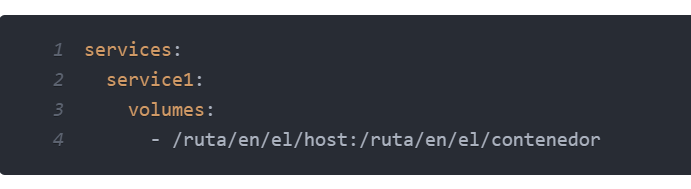 1 services:
2   service1:
3     volumes:
4       - /ruta/en/el/host:/ruta/en/el/contenedor